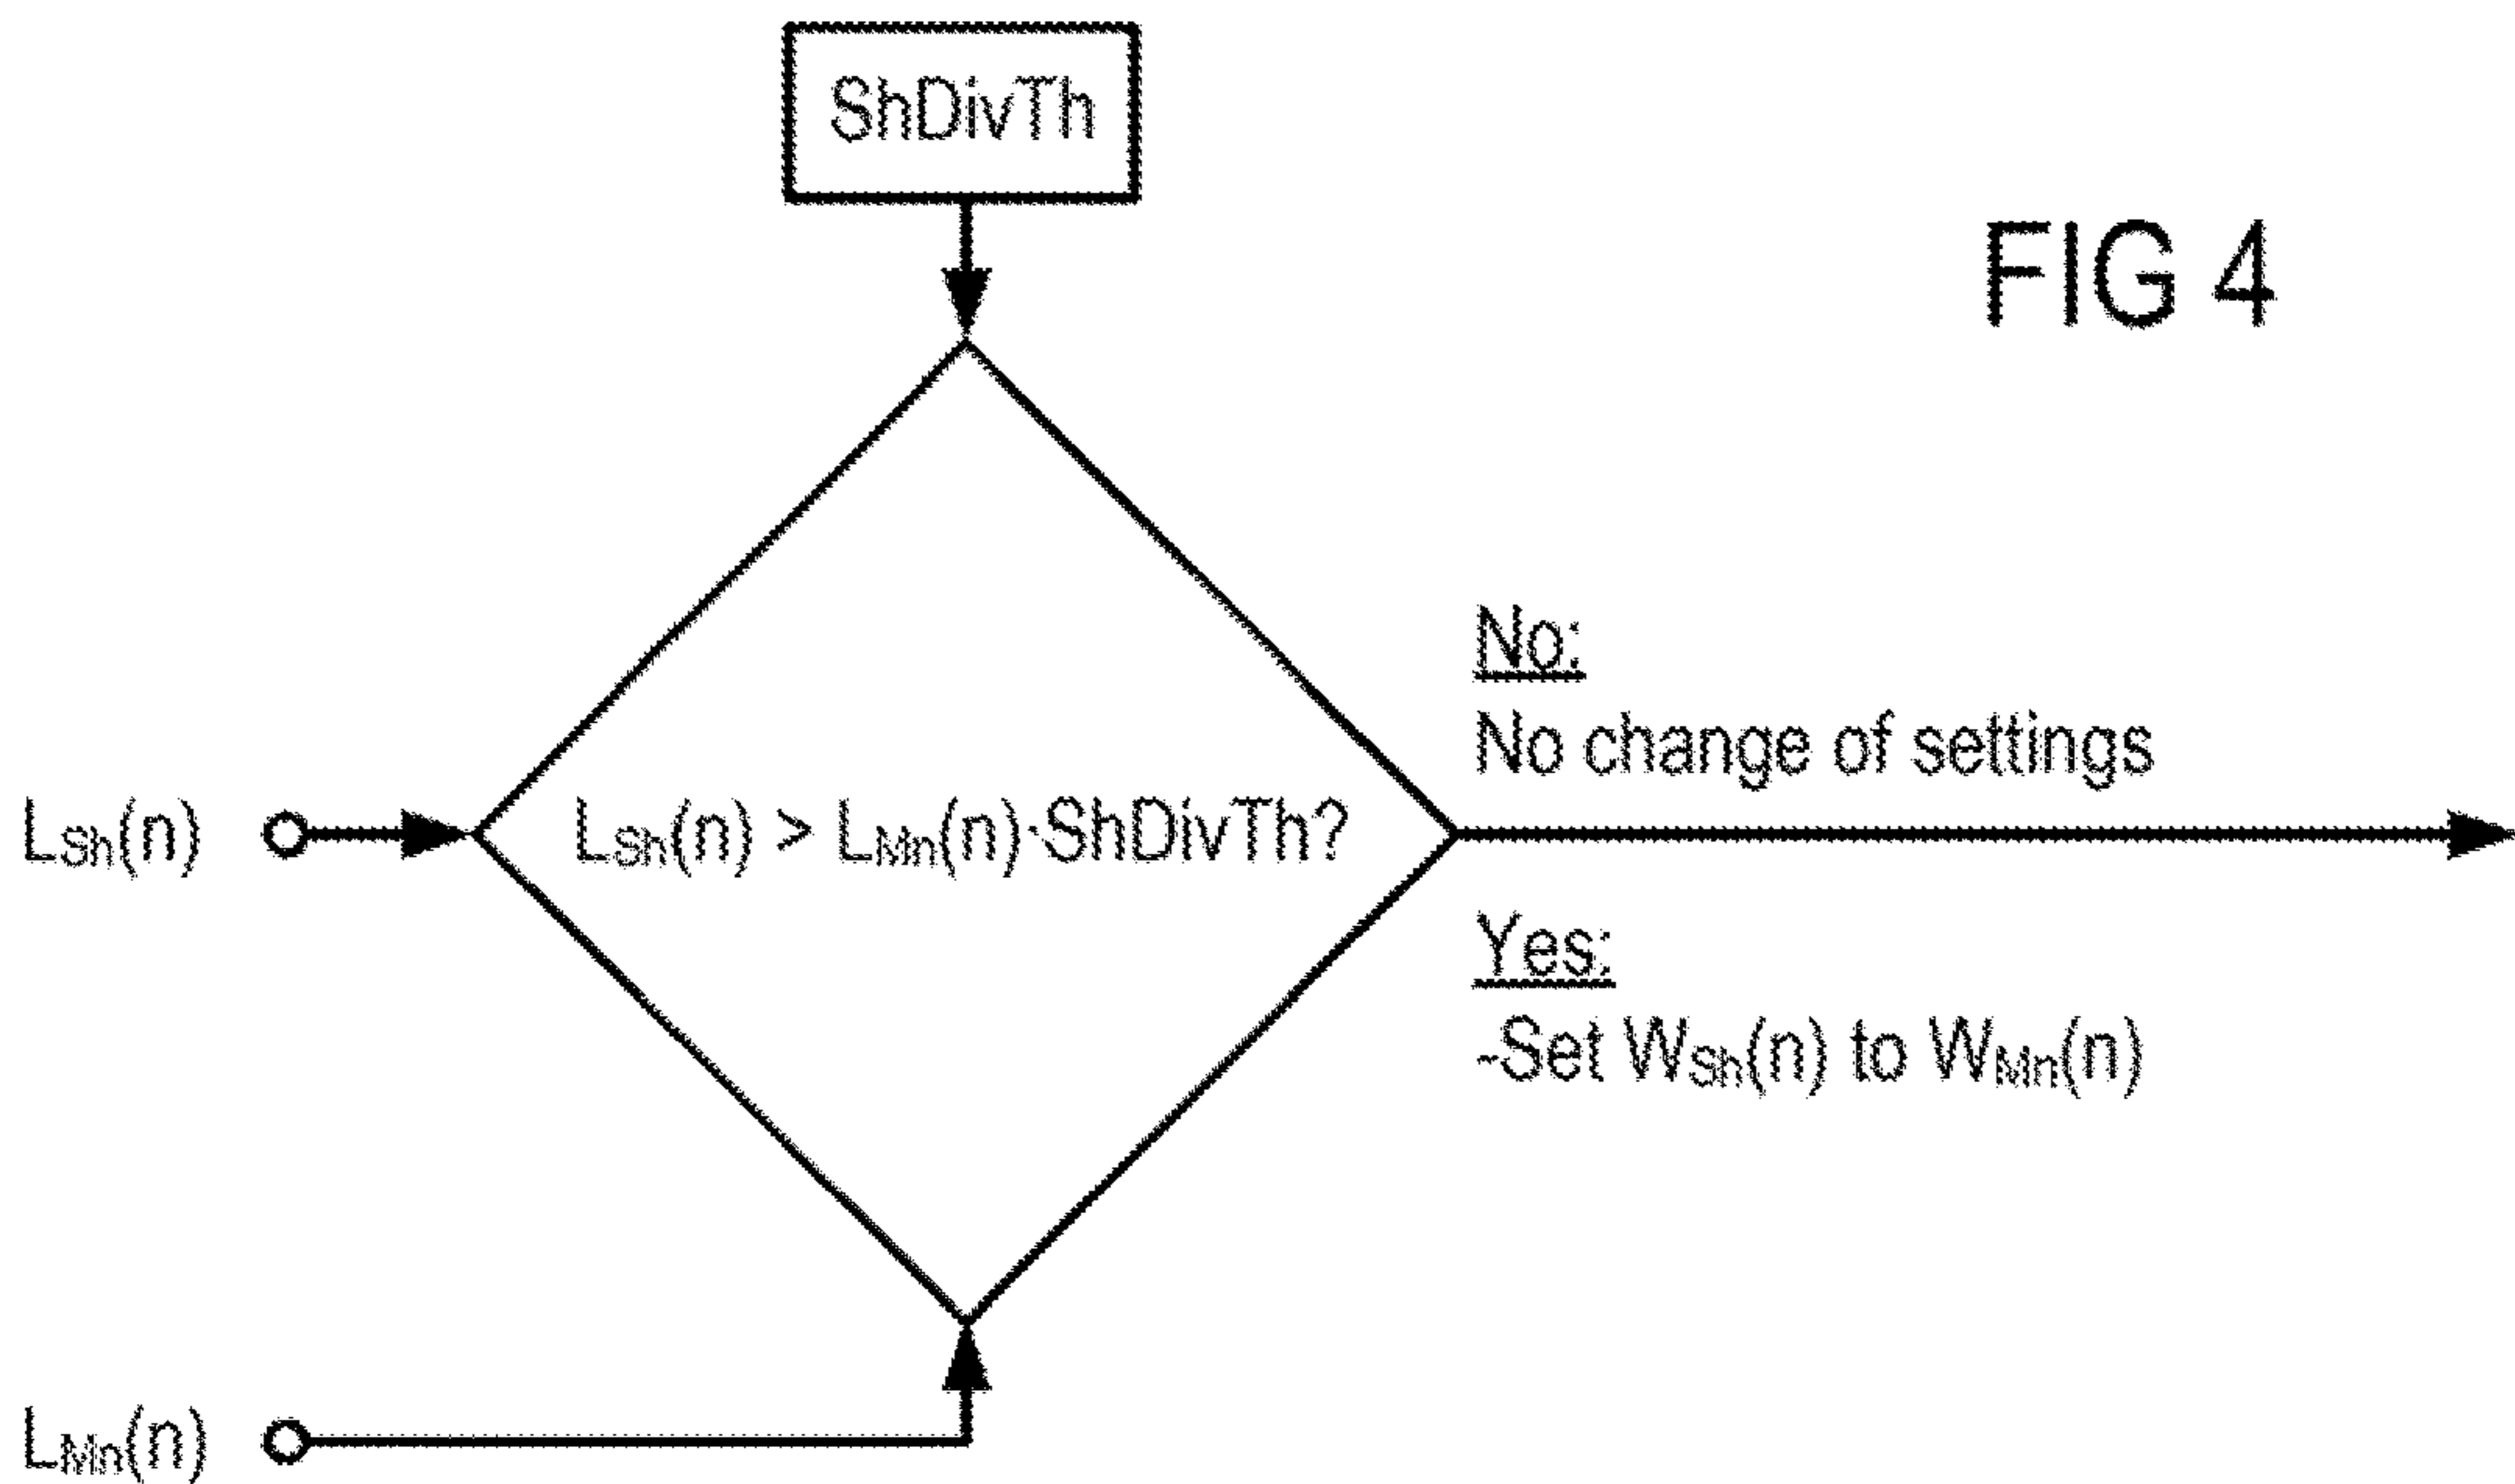 ShDivTh
FIG 4
No:
No change of settings
LSh(n)
LSh(n) > LMn(n)·ShDivTh?
Yes:
-Set WSh(n) to WMn(n)
LMn(n)